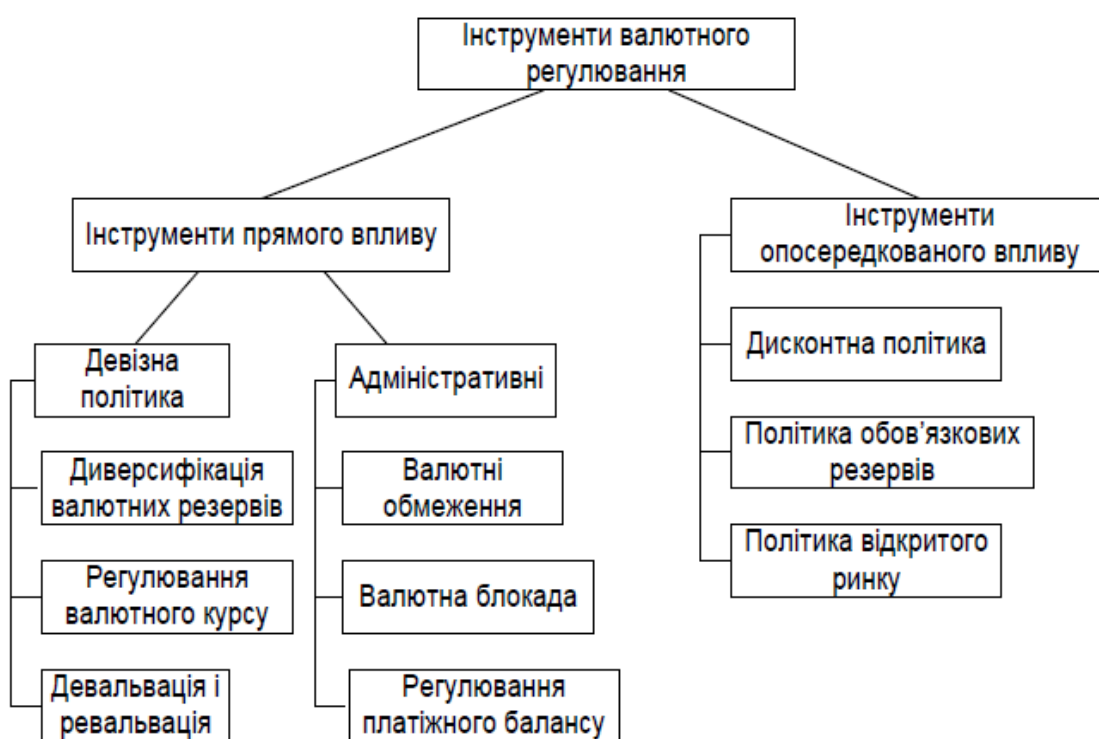 Інструменти валютного
регулювання
Інструменти прямого впливу
Інструменти
опосередкованого впливу
Девізна
політика
Адміністративні
Дисконтна політика
Диверсифікація
валютних резервів
Валютні
обмеження
Політика обов’язкових
резервів
Регулювання
валютного курсу
Валютна блокада
Політика відкритого
ринку
Девальвація і
ревальвація
Регулювання
платіжного балансу